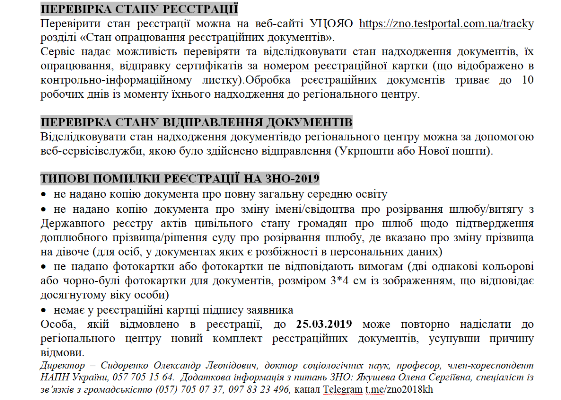 ПЕРЕВІРКА СТАНУ РЕССТРАЦІЇ
Перевірити стан реєстрації можна на веб-сайті УЦОЯО https://zno.testportal.com.ua/tracky
розділі «Стан опрацювання реєстраційних документів».
Сервіс надає можливість перевіряти та відслідковувати стан надходження документів, їх
опрацювання, відправку сертифікатів за номером реєстраційної картки (що відображено в
контрольно-інформаційному листку).Обробка реєстраційних документів триває до 10
робочих днів із моменту їхнього надходження до регіонального центру.
ПЕРЕВІРКА СТАНУ ВІДПРАВЛЕННЯ ДОКУМЕНТІВ
Відслідковувати стан надходження документівдо регіонального центру можна за допомогою
веб-сервісівслужби, якою було здійснено відправлення (Укрпошти або Нової пошти).
ТИПОВІ ПОМИЛКИ РЕЄСТРАЦІЇ НА ЗНО-2019
• не надано копію документа про повну загальну середню освіту
• не надано копію документа про зміну імені/свідоцтва про розірвання шлюбу/витягу з
Державного реєстру актів цивільного стану громадян про шлюб щодо підтвердження
дошлюбного прізвища/рішення суду про розірвання шлюбу, де вказано про зміну прізвища
на дівоче (для осіб, у документах яких є розбіжності в персональних даних)
• не надано фотокартки або фотокартки не відповідають вимогам (дві однакові кольорові
або чорно-булі фотокартки для документів, розміром 3*4 см із зображенням, що відповідає
досягнутому віку особи)
• немає у реєстраційні картці підпису заявника
Особа, якій відмовлено в реєстрації, до 25.03.2019 може повторно надіслати до
регіонального центру новий комплект реєстраційних документів, усунувши причину
відмови.
Директор – Сидоренко Олександр Леонідович, доктор соціологічних наук, професор, член-кореспондент
НАПН України, 057 705 15 64. Додаткова інформація з питань ЗНО: Якушева Олена Сергіївна, спеціаліст із
зв'язків з громадськістю (057) 705 07 37, 097 83 23 496, канал Telegram t.me/zno2018kh